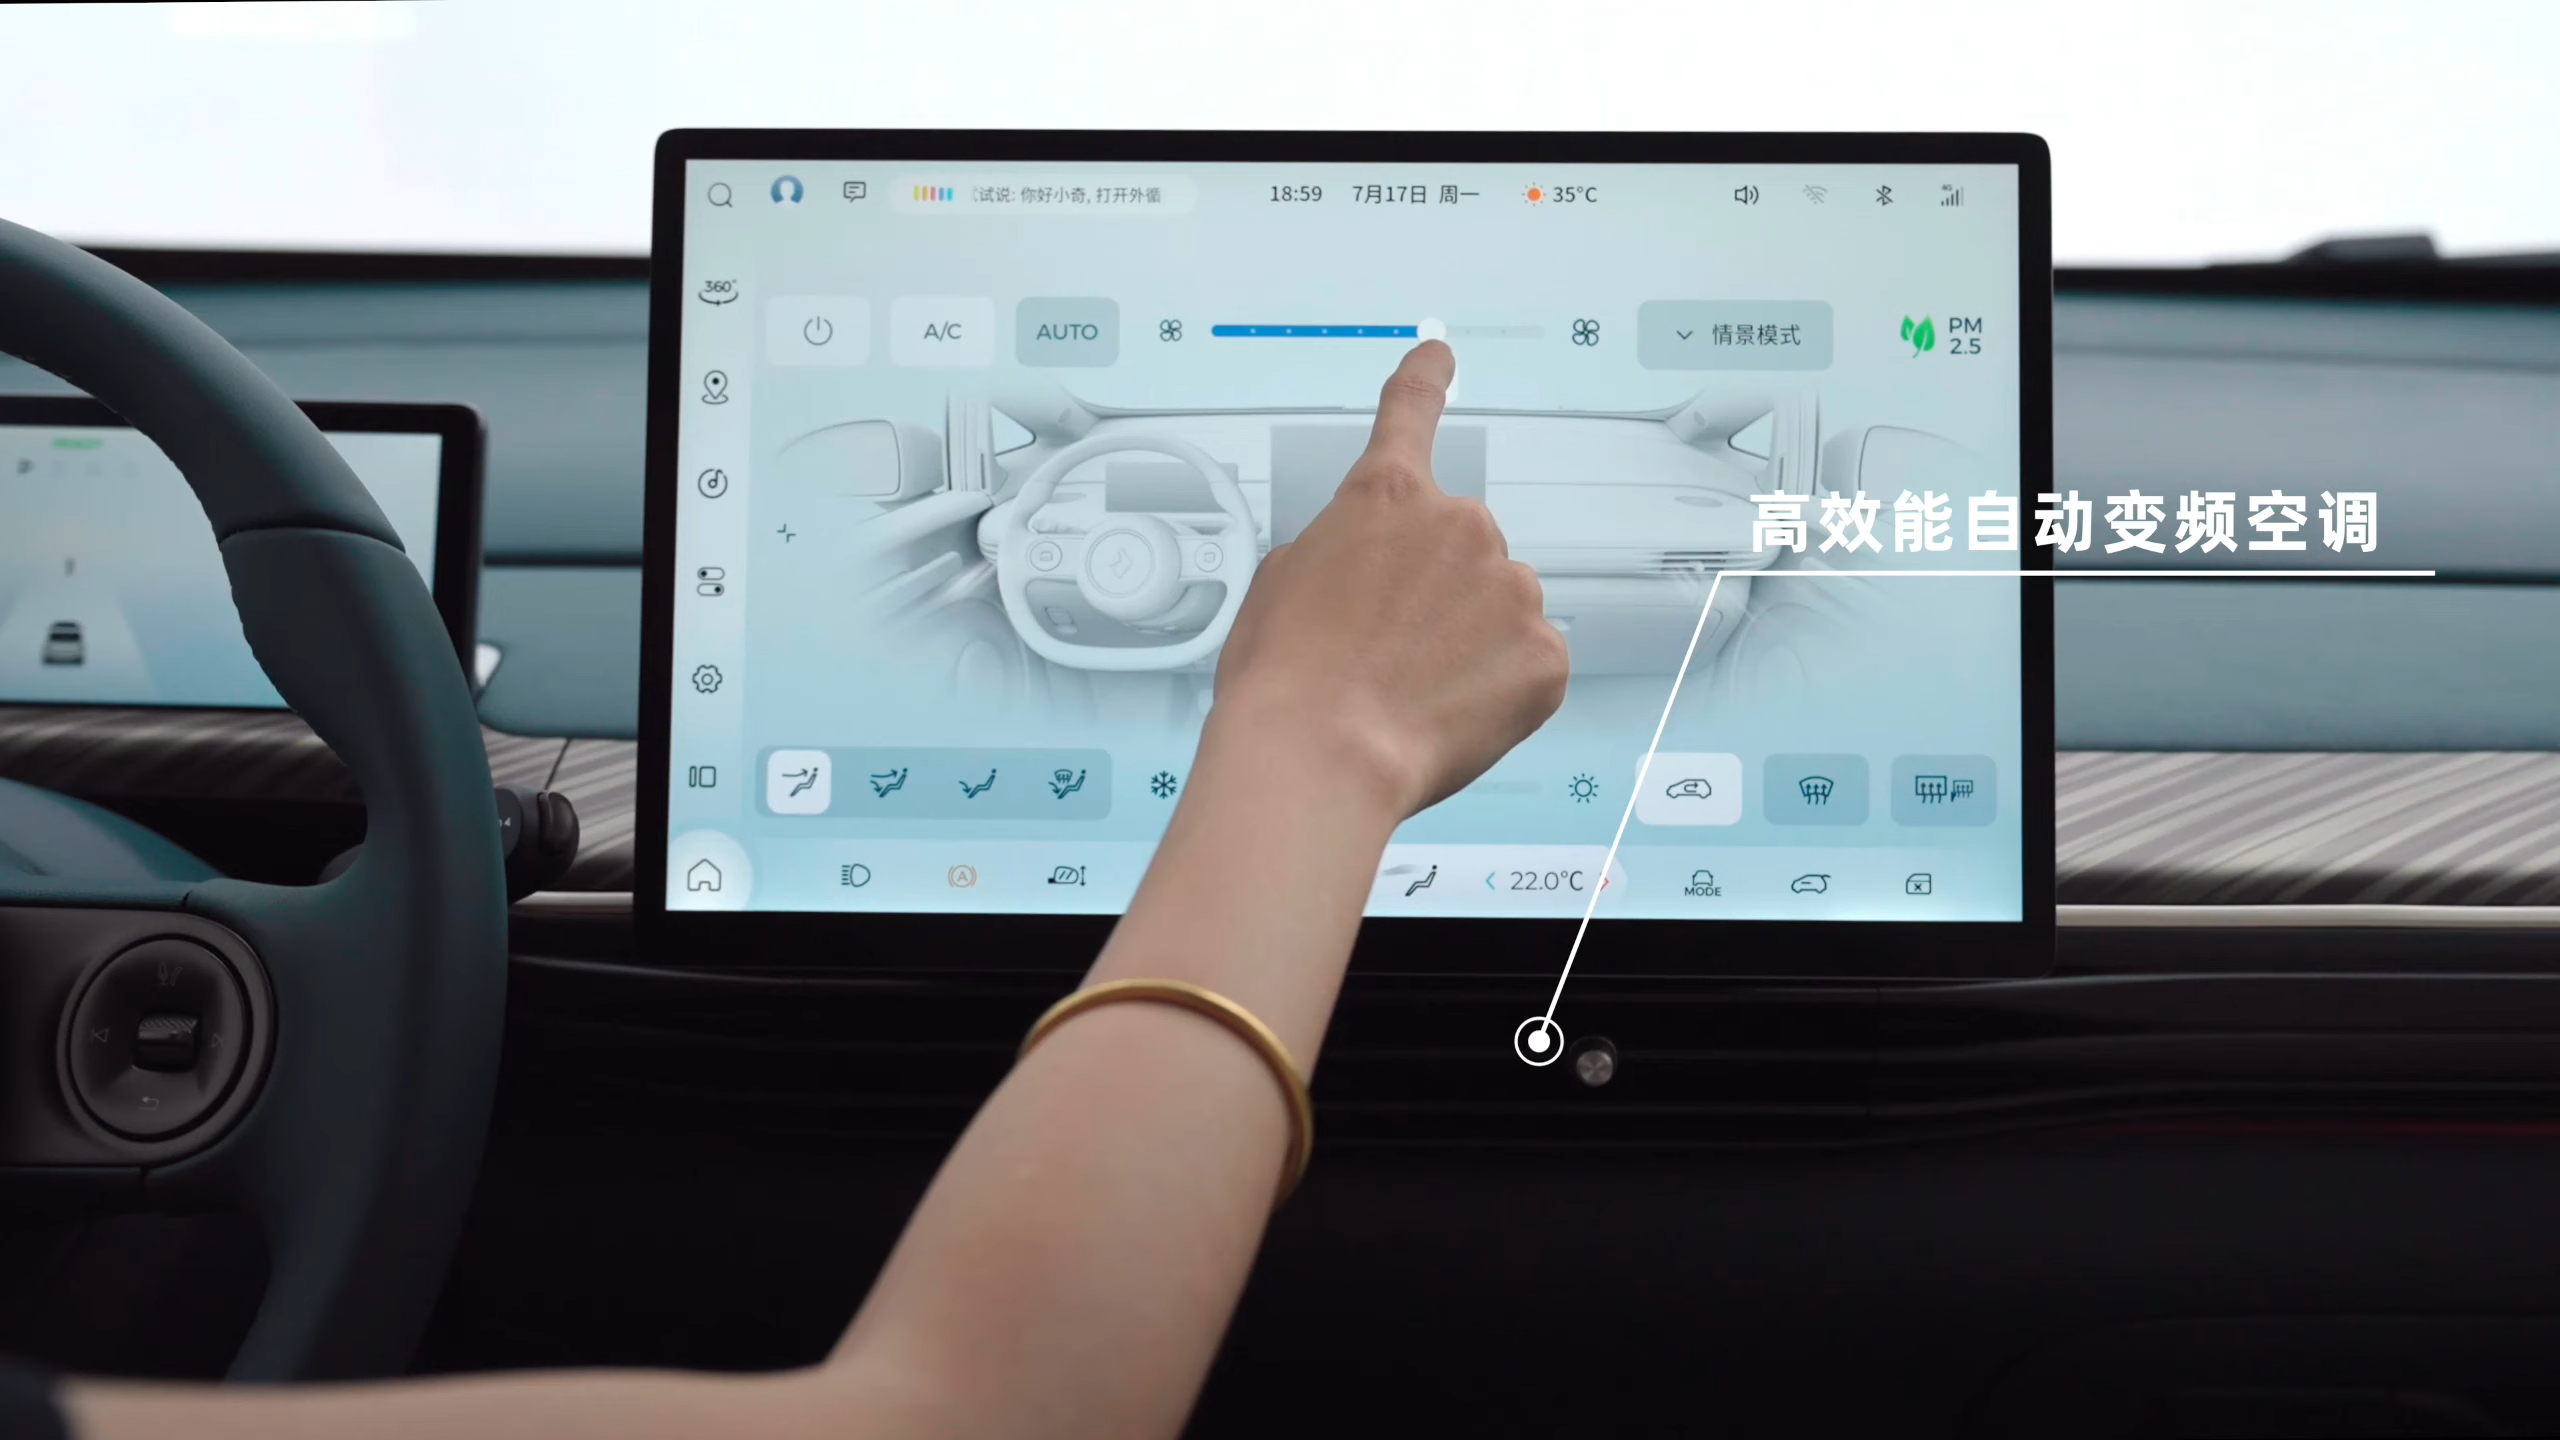 试说: 你好小奇, 打开外循
18:59 7月17日 周一 35°C
4G
360°
A/C AUTO 情景模式 PM 2.5
高效能自动变频空调
A 22.0°C MODE